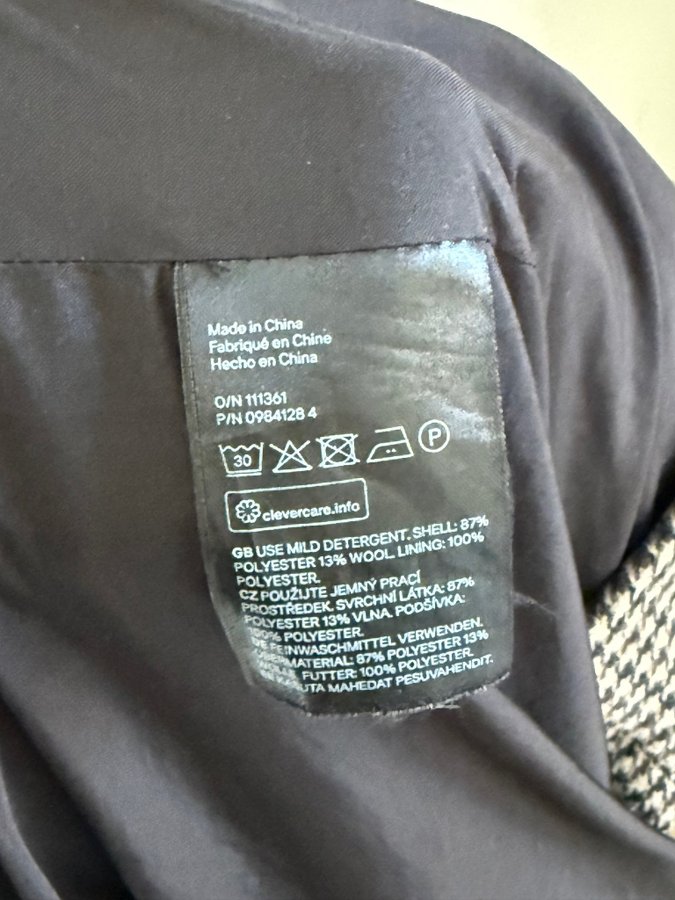 Made in China
Fabriqué en Chine
Hecho en China
O/N 111361
P/N 0984128 4
30 P
clevercare.info
GB USE MILD DETERGENT. SHELL: 87%
POLYESTER 13% WOOL. LINING: 100%
POLYESTER.
CZ POUŽIJTE JEMNÝ PRACÍ
PROSTŘEDEK. SVRCHNÍ LÁTKA: 87%
POLYESTER 13% VLNA. PODŠÍVKA:
100% POLYESTER.
FEINWASCHMITTEL VERWENDEN.
87% POLYESTER 13%
FUTTER: 100% POLYESTER.
MAHEDAT PESUVAHENDIT.